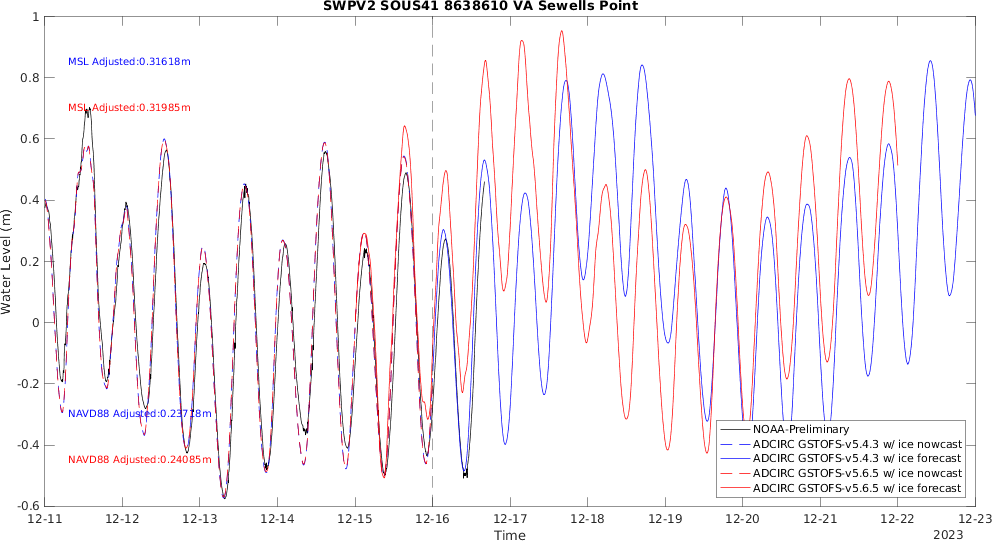 SWPV2 SOUS41 8638610 VA Sewells Point
MSL Adjusted:0.31618m
MSL Adjusted:0.31985m
NAVD88 Adjusted:0.23718m
NAVD88 Adjusted:0.24085m
Water Level (m)
1
0.8
0.6
0.4
0.2
0
-0.2
-0.4
-0.6
NOAA-Preliminary
ADCIRC GSTOFS-v5.4.3 w/ ice nowcast
ADCIRC GSTOFS-v5.4.3 w/ ice forecast
ADCIRC GSTOFS-v5.6.5 w/ ice nowcast
ADCIRC GSTOFS-v5.6.5 w/ ice forecast
12-11 12-12 12-13 12-14 12-15 12-16 12-17 12-18 12-19 12-20 12-21 12-22 12-23
Time
2023